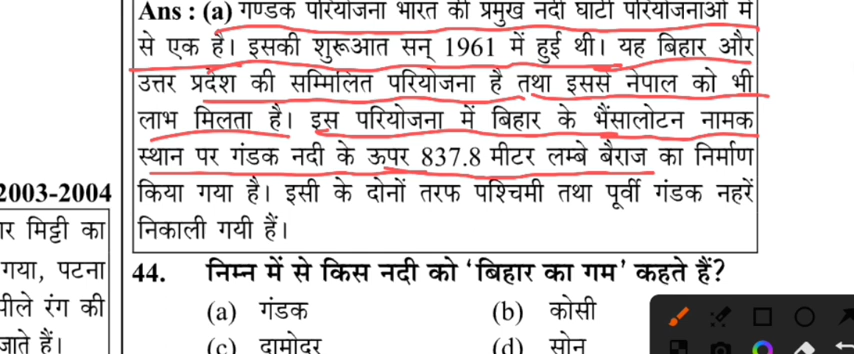 Ans : (a) गण्डक परियोजना भारत की प्रमुख नदी घाटी परियोजनाओं में
से एक है। इसकी शुरूआत सन् 1961 में हुई थी। यह बिहार और
उत्तर प्रदेश की सम्मिलित परियोजना है तथा इससे नेपाल को भी
लाभ मिलता है। इस परियोजना में बिहार के भैंसालोटन नामक
स्थान पर गंडक नदी के ऊपर 837.8 मीटर लम्बे बैराज का निर्माण
किया गया है। इसी के दोनों तरफ पश्चिमी तथा पूर्वी गंडक नहरें
निकाली गयी हैं।
2003-2004
र मिट्टी का
गया, पटना
पीले रंग की
जाते हैं।
44. निम्न में से किस नदी को ‘बिहार का गम’ कहते हैं?
(a) गंडक
(b) कोसी
(c) दामोदर
(d) सोन